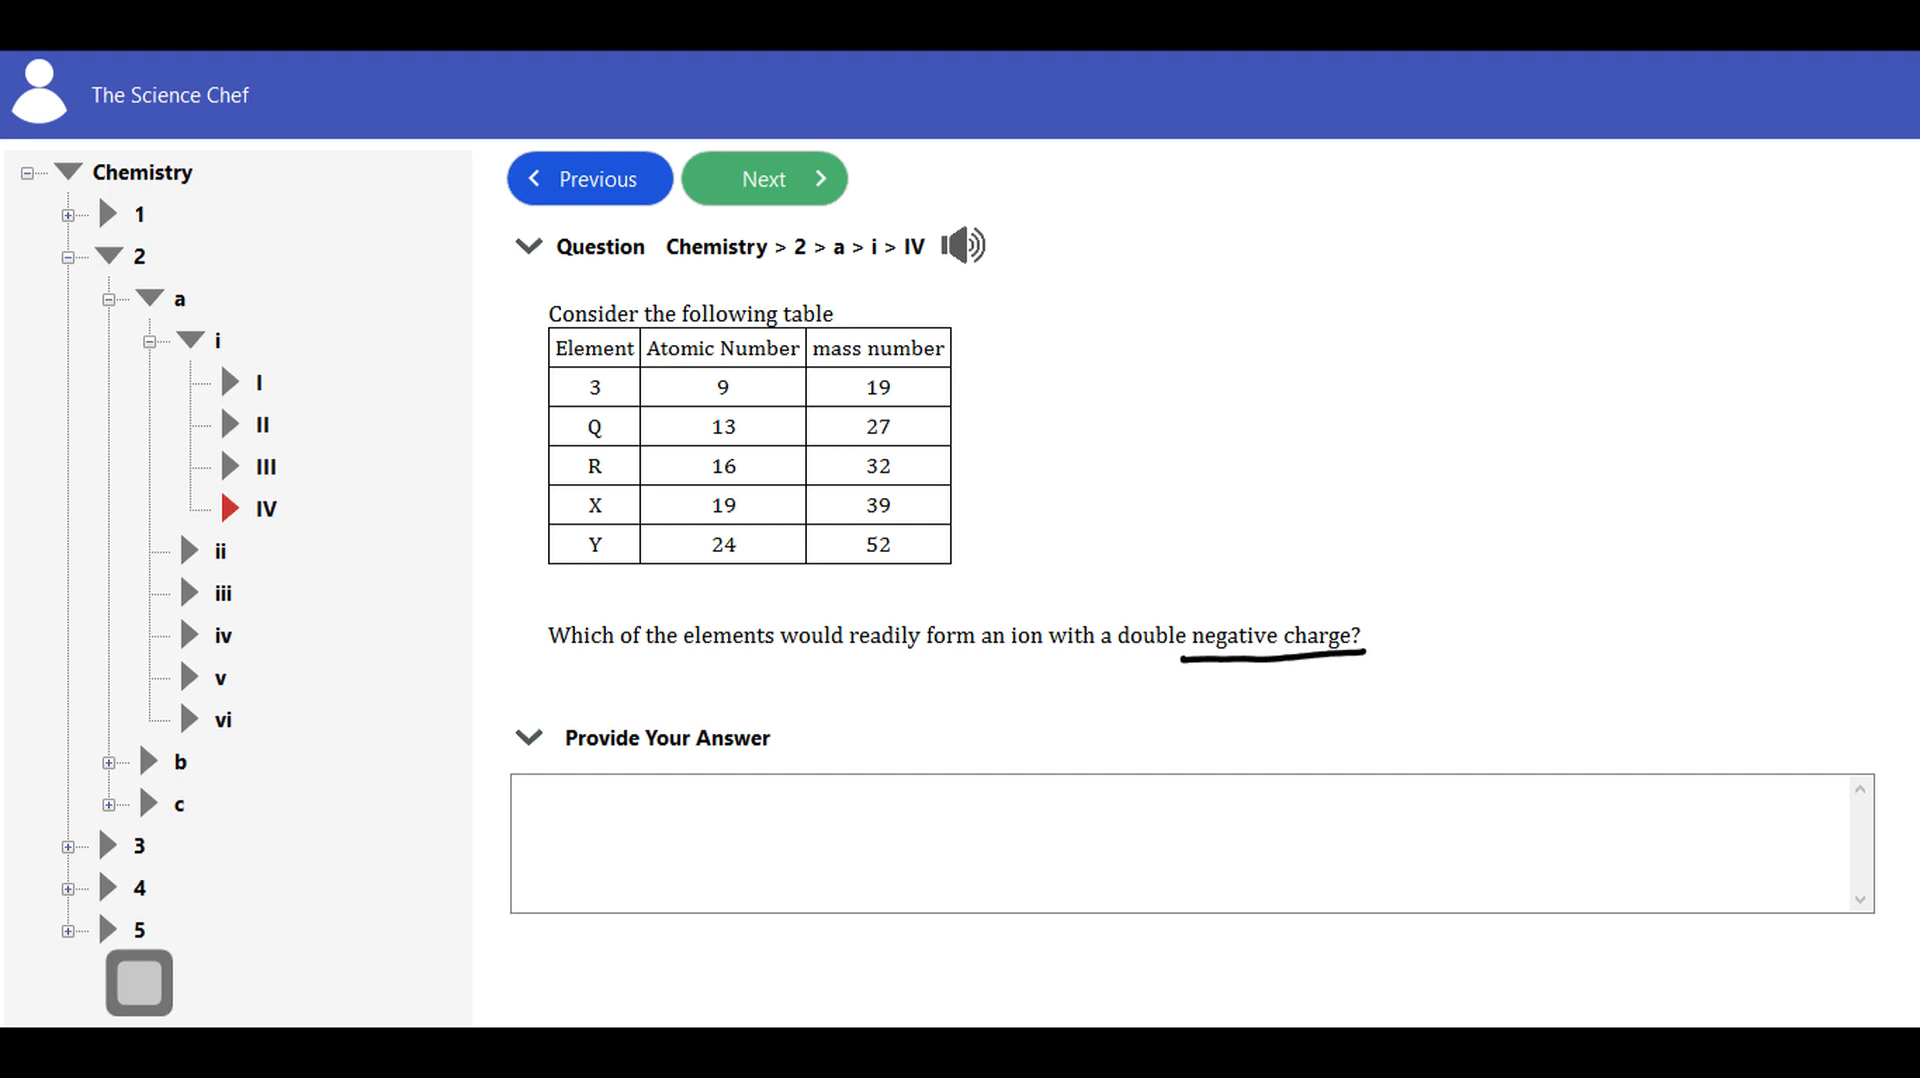 The Science Chef
Chemistry
1
2
a
i
I
II
III
IV
ii
iii
iv
v
vi
b
c
3
4
5
Previous
Next
Question Chemistry > 2 > a > i > IV
Consider the following table
Element Atomic Number mass number
3 9 19
Q 13 27
R 16 32
X 19 39
Y 24 52
Which of the elements would readily form an ion with a double negative charge?
Provide Your Answer